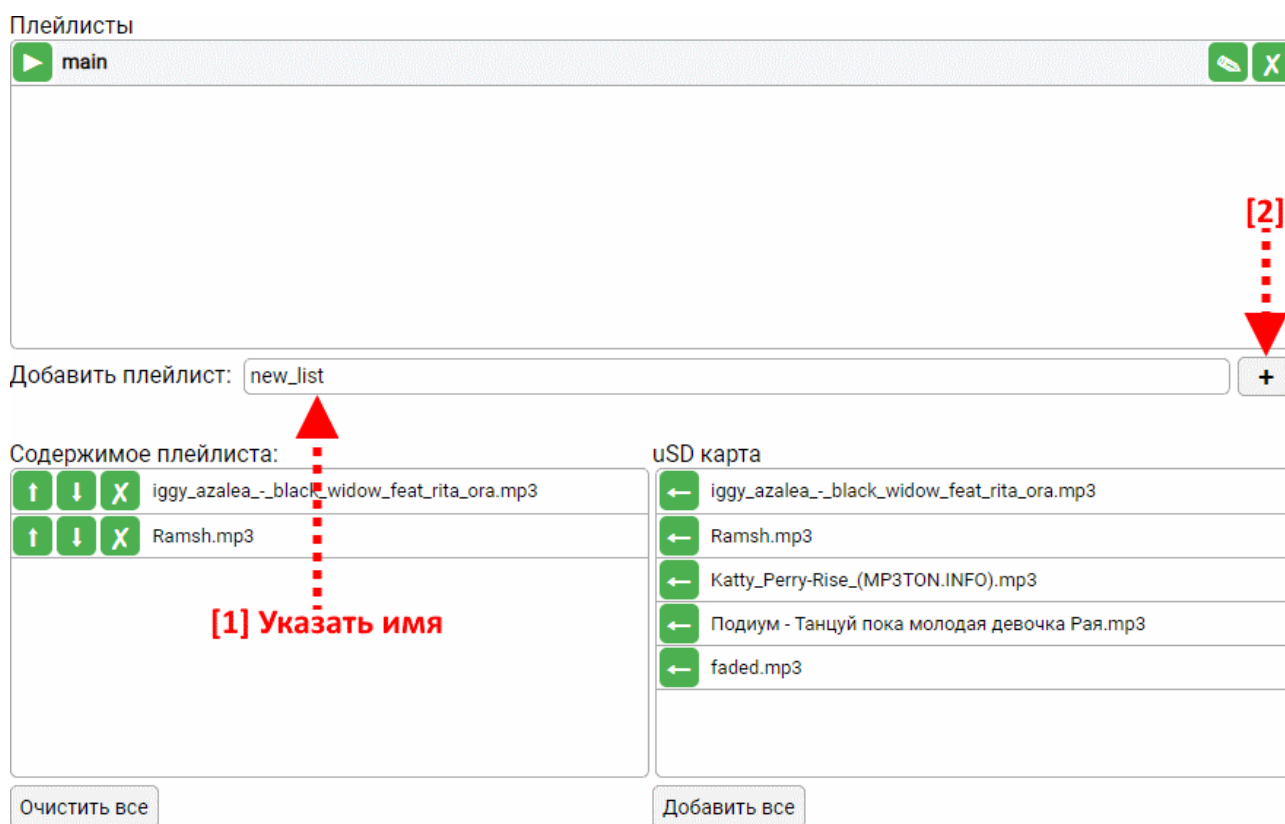 Плейлисты
main
X
[2]
Добавить плейлист: new_list +
Содержимое плейлиста:
X iggy_azalea_-_black_widow_feat_rita_ora.mp3
X Ramsh.mp3
[1] Указать имя
Очистить все
uSD карта
iggy_azalea_-_black_widow_feat_rita_ora.mp3
Ramsh.mp3
Katty_Perry-Rise_(MP3TON.INFO).mp3
Подиум - Танцуй пока молодая девочка Рая.mp3
faded.mp3
Добавить все